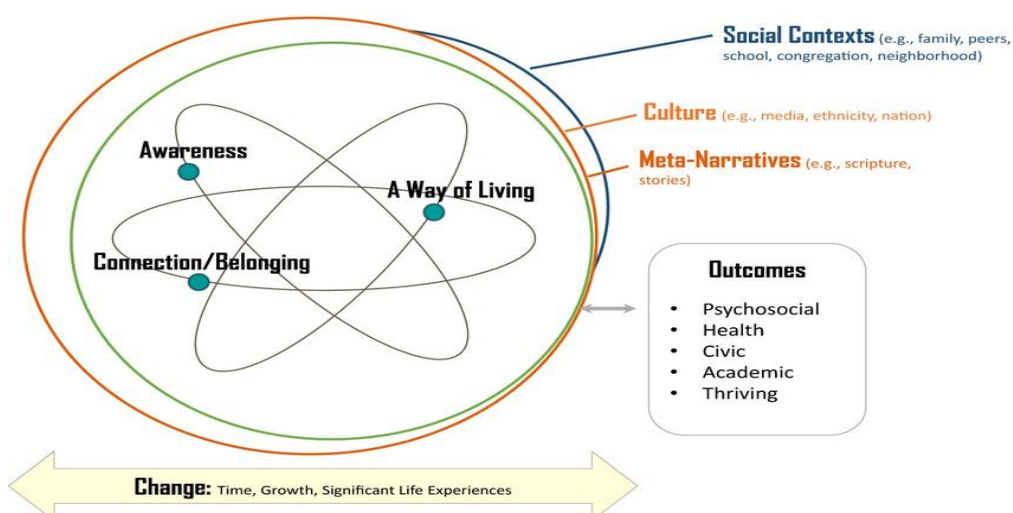 Social Contexts (e.g., family, peers,
school, congregation, neighborhood)
Culture (e.g., media, ethnicity, nation)
Meta-Narratives (e.g., scripture,
stories)
Awareness
A Way of Living
Connection/Belonging
Outcomes
• Psychosocial
• Health
• Civic
• Academic
• Thriving
Change: Time, Growth, Significant Life Experiences